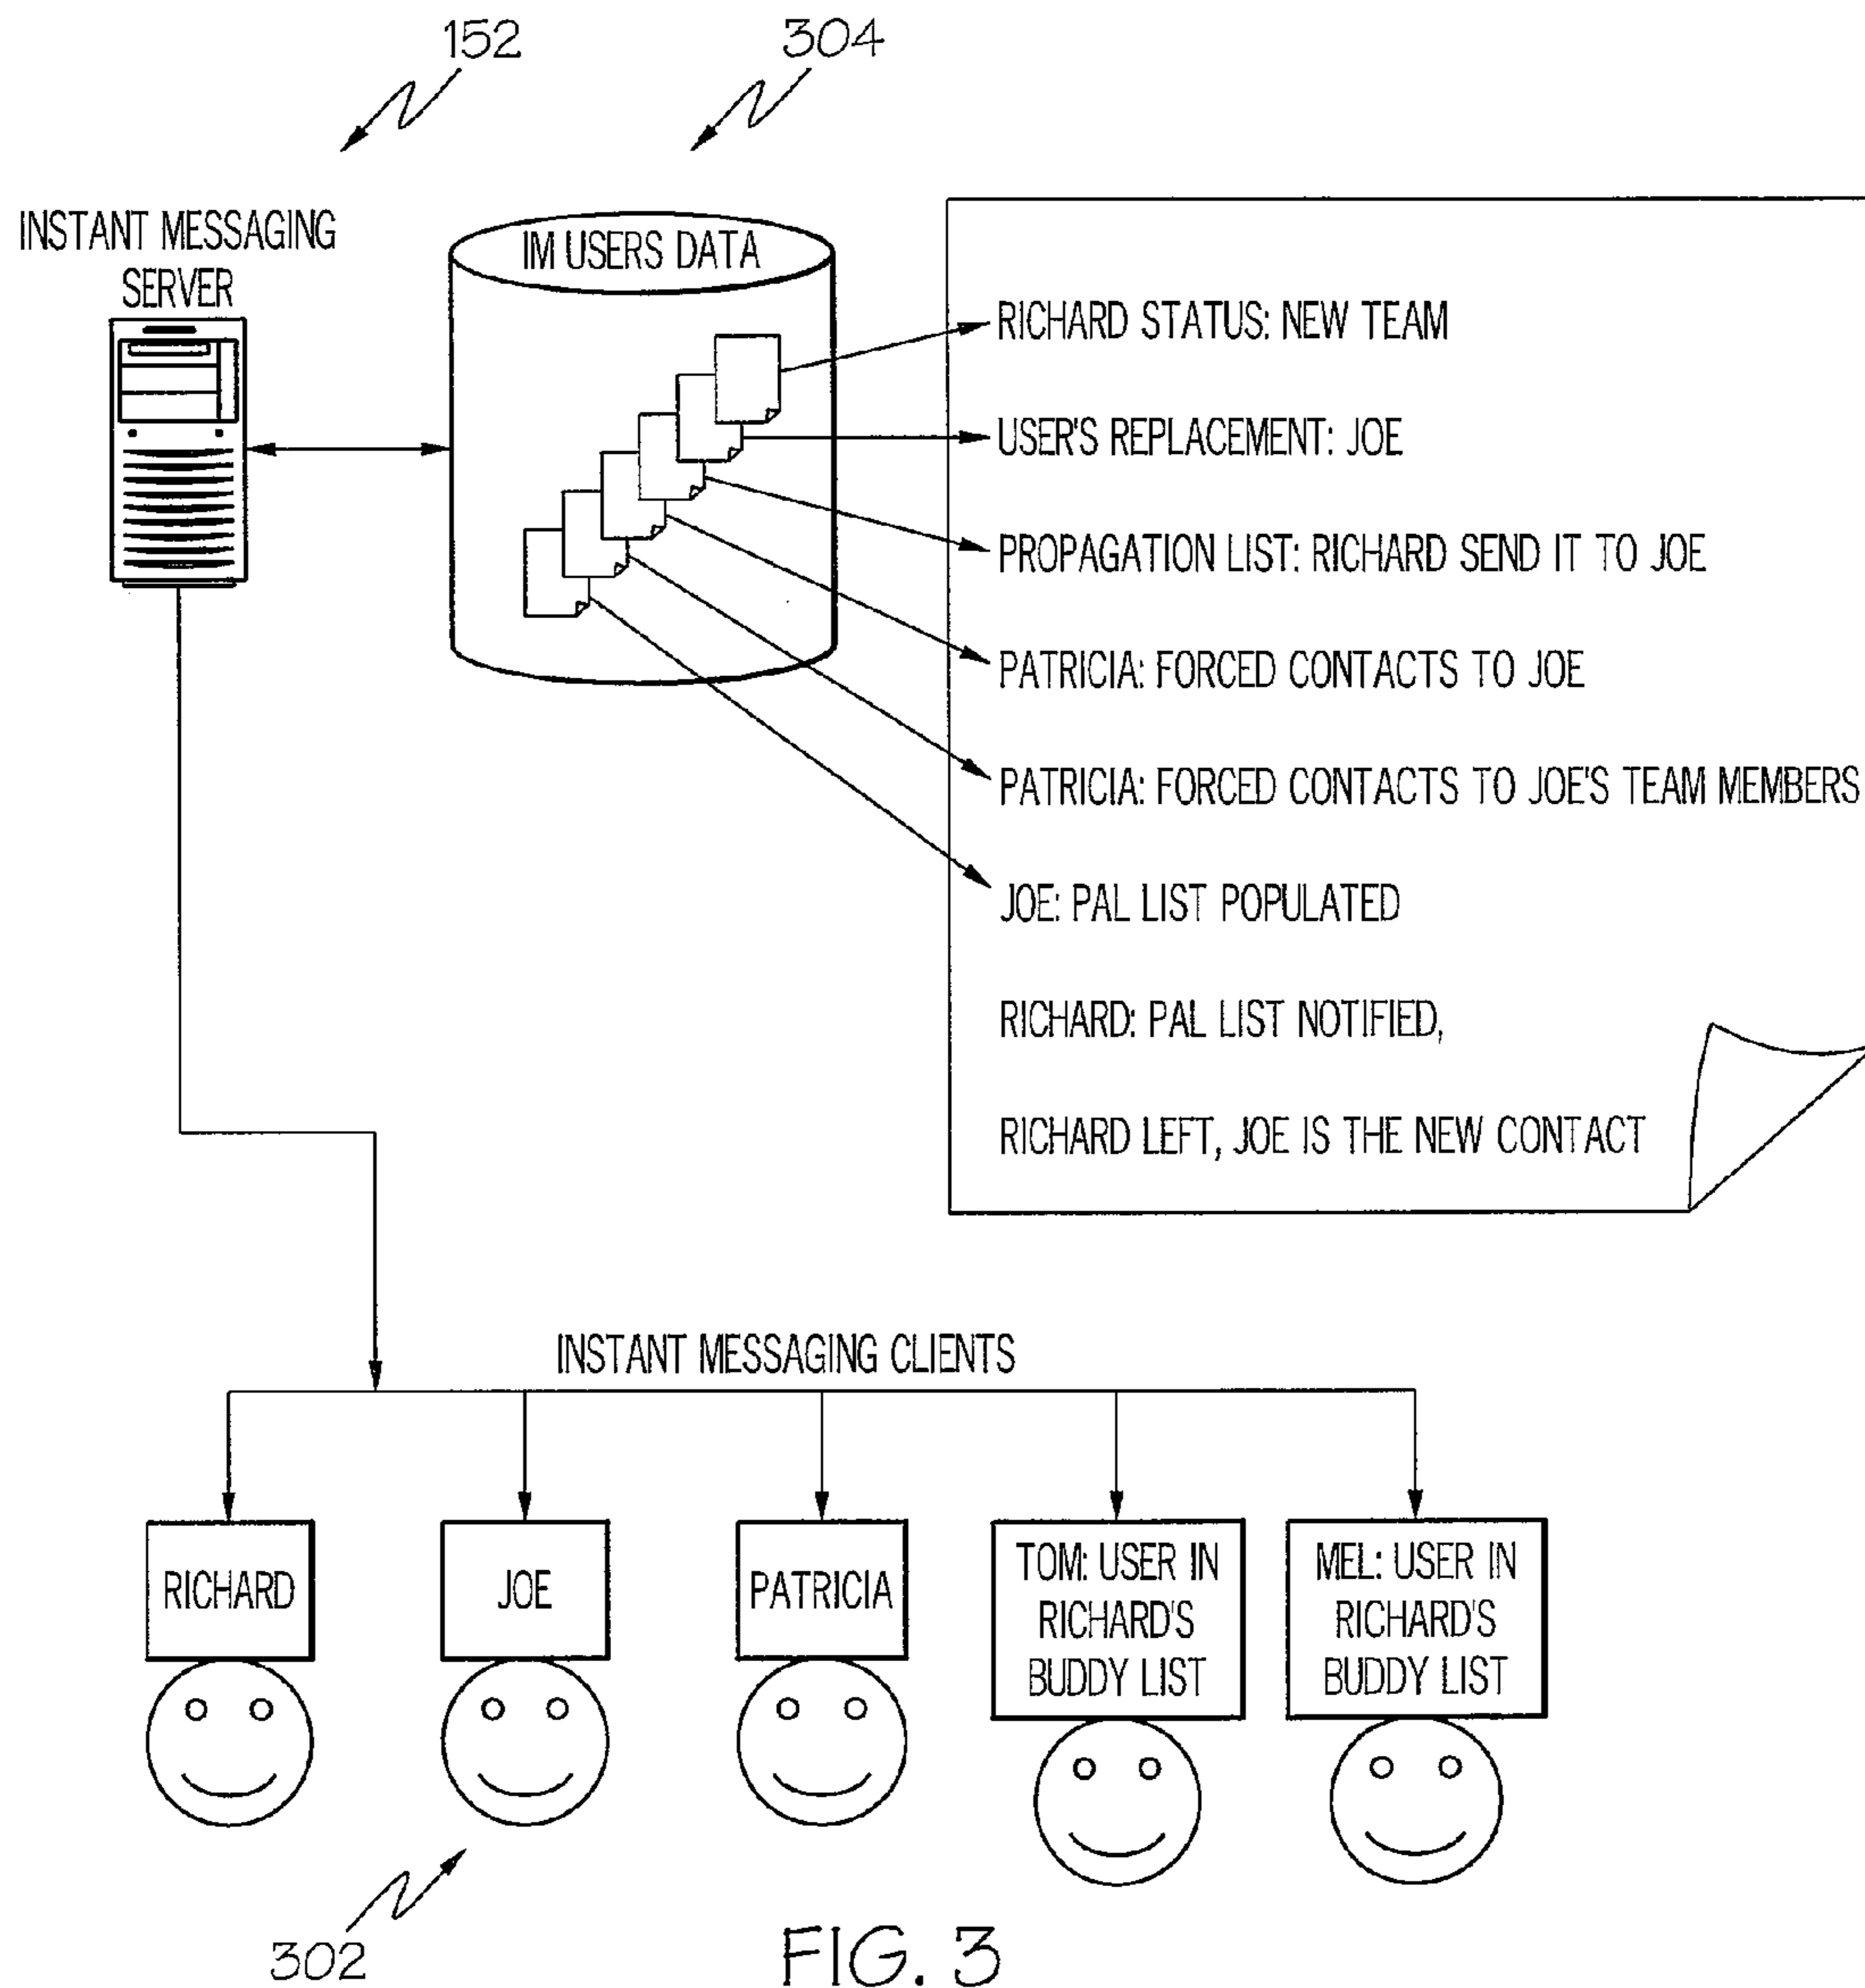 152
304
INSTANT MESSAGING
SERVER
IM USERS DATA
RICHARD STATUS: NEW TEAM
USER'S REPLACEMENT: JOE
PROPAGATION LIST: RICHARD SEND IT TO JOE
PATRICIA: FORCED CONTACTS TO JOE
PATRICIA: FORCED CONTACTS TO JOE'S TEAM MEMBERS
JOE: PAL LIST POPULATED
RICHARD: PAL LIST NOTIFIED,
RICHARD LEFT, JOE IS THE NEW CONTACT
INSTANT MESSAGING CLIENTS
RICHARD
JOE
PATRICIA
TOM: USER IN
RICHARD'S
BUDDY LIST
MEL: USER IN
RICHARD'S
BUDDY LIST
302
FIG. 3